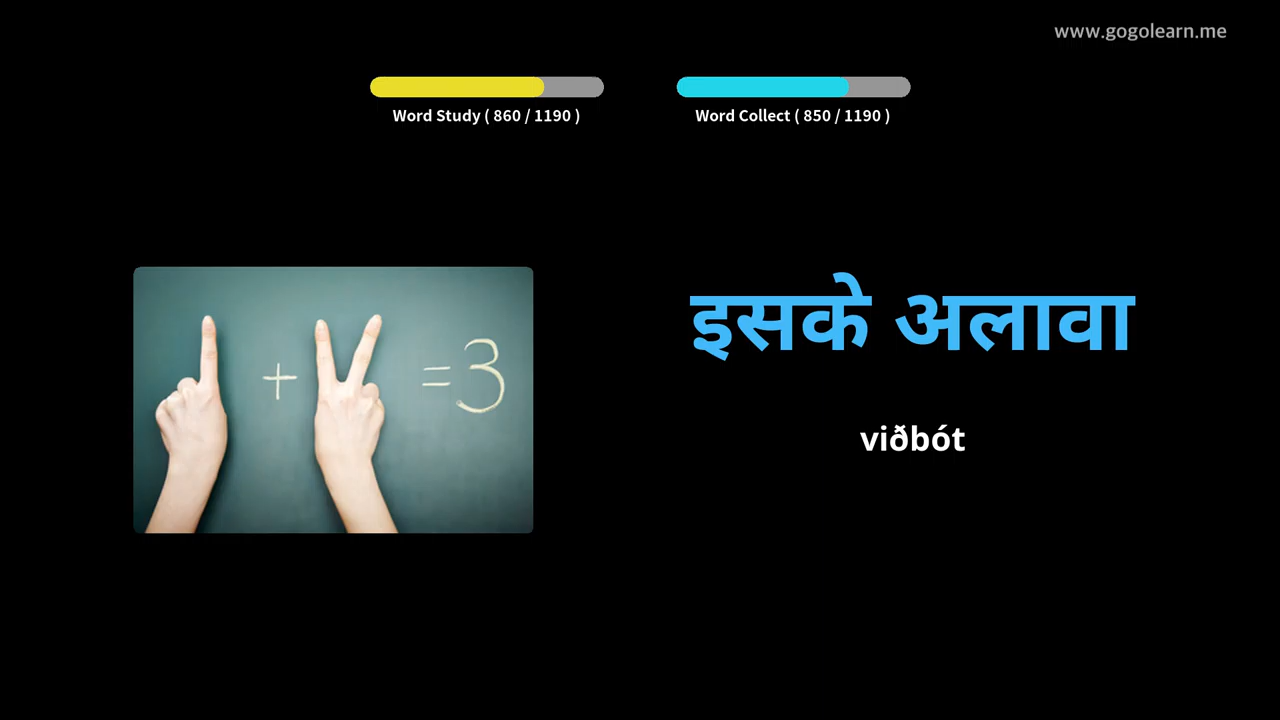 www.gogolearn.me
Word Study ( 860 / 1190 )
Word Collect ( 850 / 1190 )
+ =3
इसके अलावा
viðbót